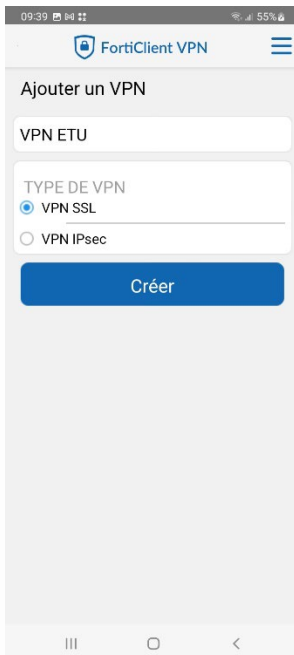 09:39 55%
FortiClient VPN
Ajouter un VPN
VPN ETU
TYPE DE VPN
VPN SSL
VPN IPsec
Créer